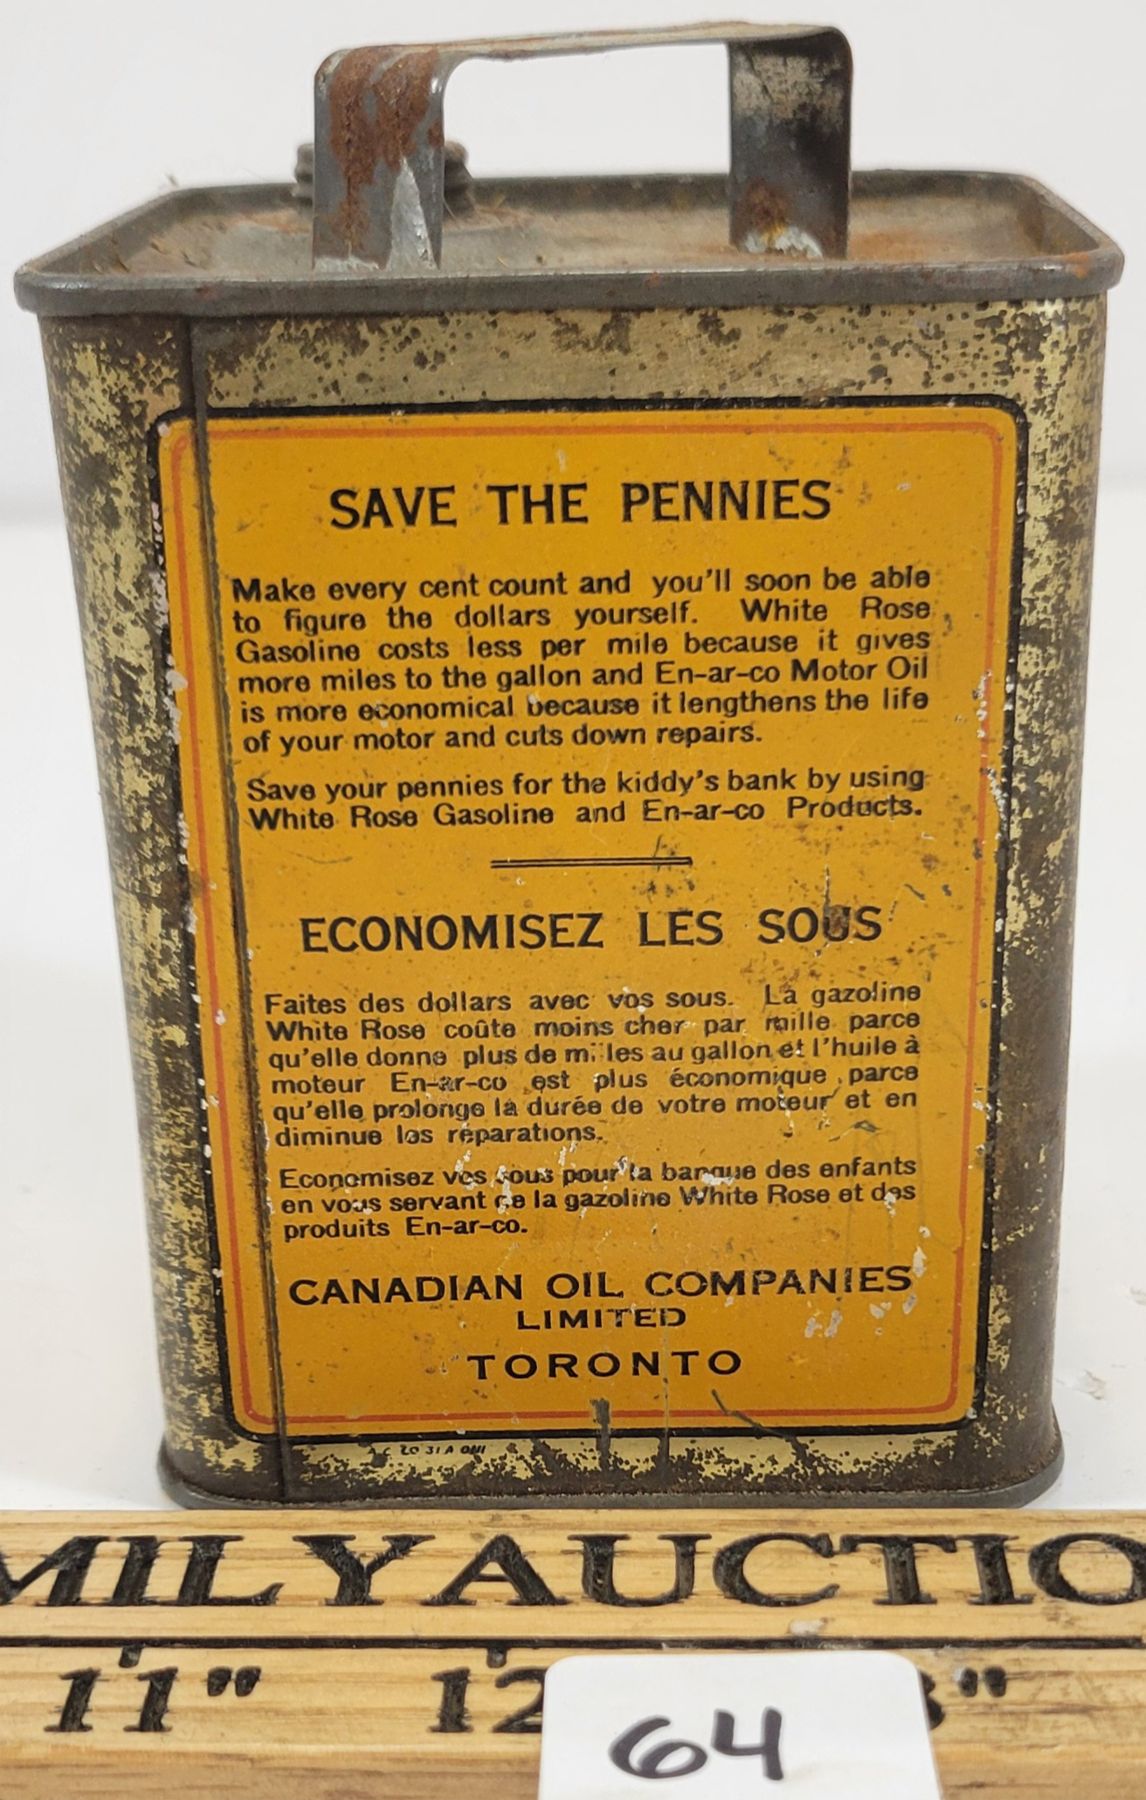 SAVE THE PENNIES
Make every cent count and you'll soon be able
to figure the dollars yourself. White Rose
Gasoline costs less per mile because it gives
more miles to the gallon and En-ar-co Motor Oil
is more economical because it lengthens the life
of your motor and cuts down repairs.
Save your pennies for the kiddy's bank by using
White Rose Gasoline and En-ar-co Products.
ECONOMISEZ LES SOUS
Faites des dollars avec vos sous. La gazoline
White Rose coûte moins cher par mille parce
qu'elle donne plus de milles au gallon et l'huile à
moteur En-ar-co est plus économique parce
qu'elle prolonge la durée de votre moteur et en
diminue les réparations.
Economisez vos sous pour la banque des enfants
en vous servant de la gazoline White Rose et des
produits En-ar-co.
CANADIAN OIL COMPANIES
LIMITED
TORONTO
MILY AUCTIO
11" 12
64